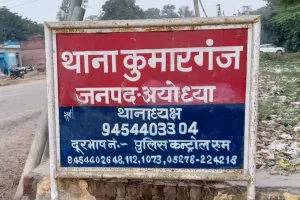 थाना कुमारगंज
जनपद-अयोध्या
थानाध्यक्ष
9454403304
दूरभाष नं:- पुलिस कन्ट्रोल रूम
9454402648,112,1073, 05278-224218